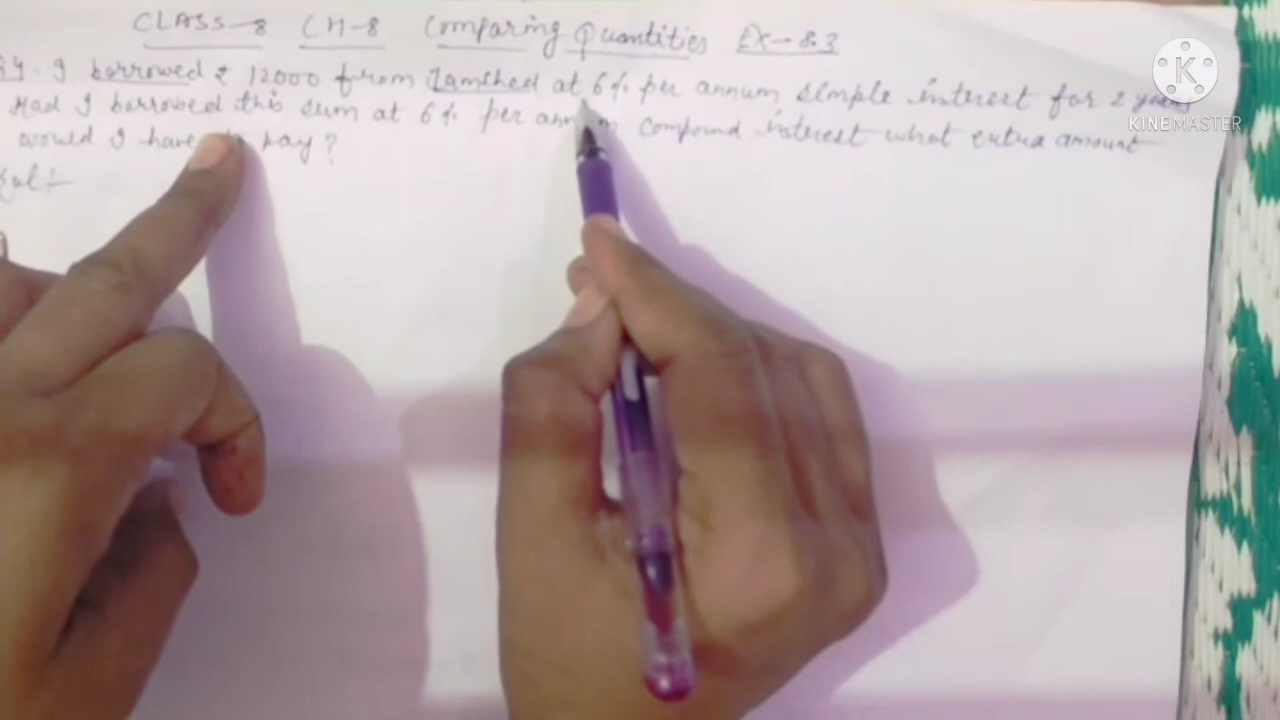 CLASS-8 CH-8 Comparing Quantities EX-8.3
I borrowed ₹ 12000 from Jamshed at 6% per annum simple interest for 2 years
Had I borrowed this sum at 6% per annum compound interest what extra amount
would I have to pay?
Sol:-
KINEMASTER